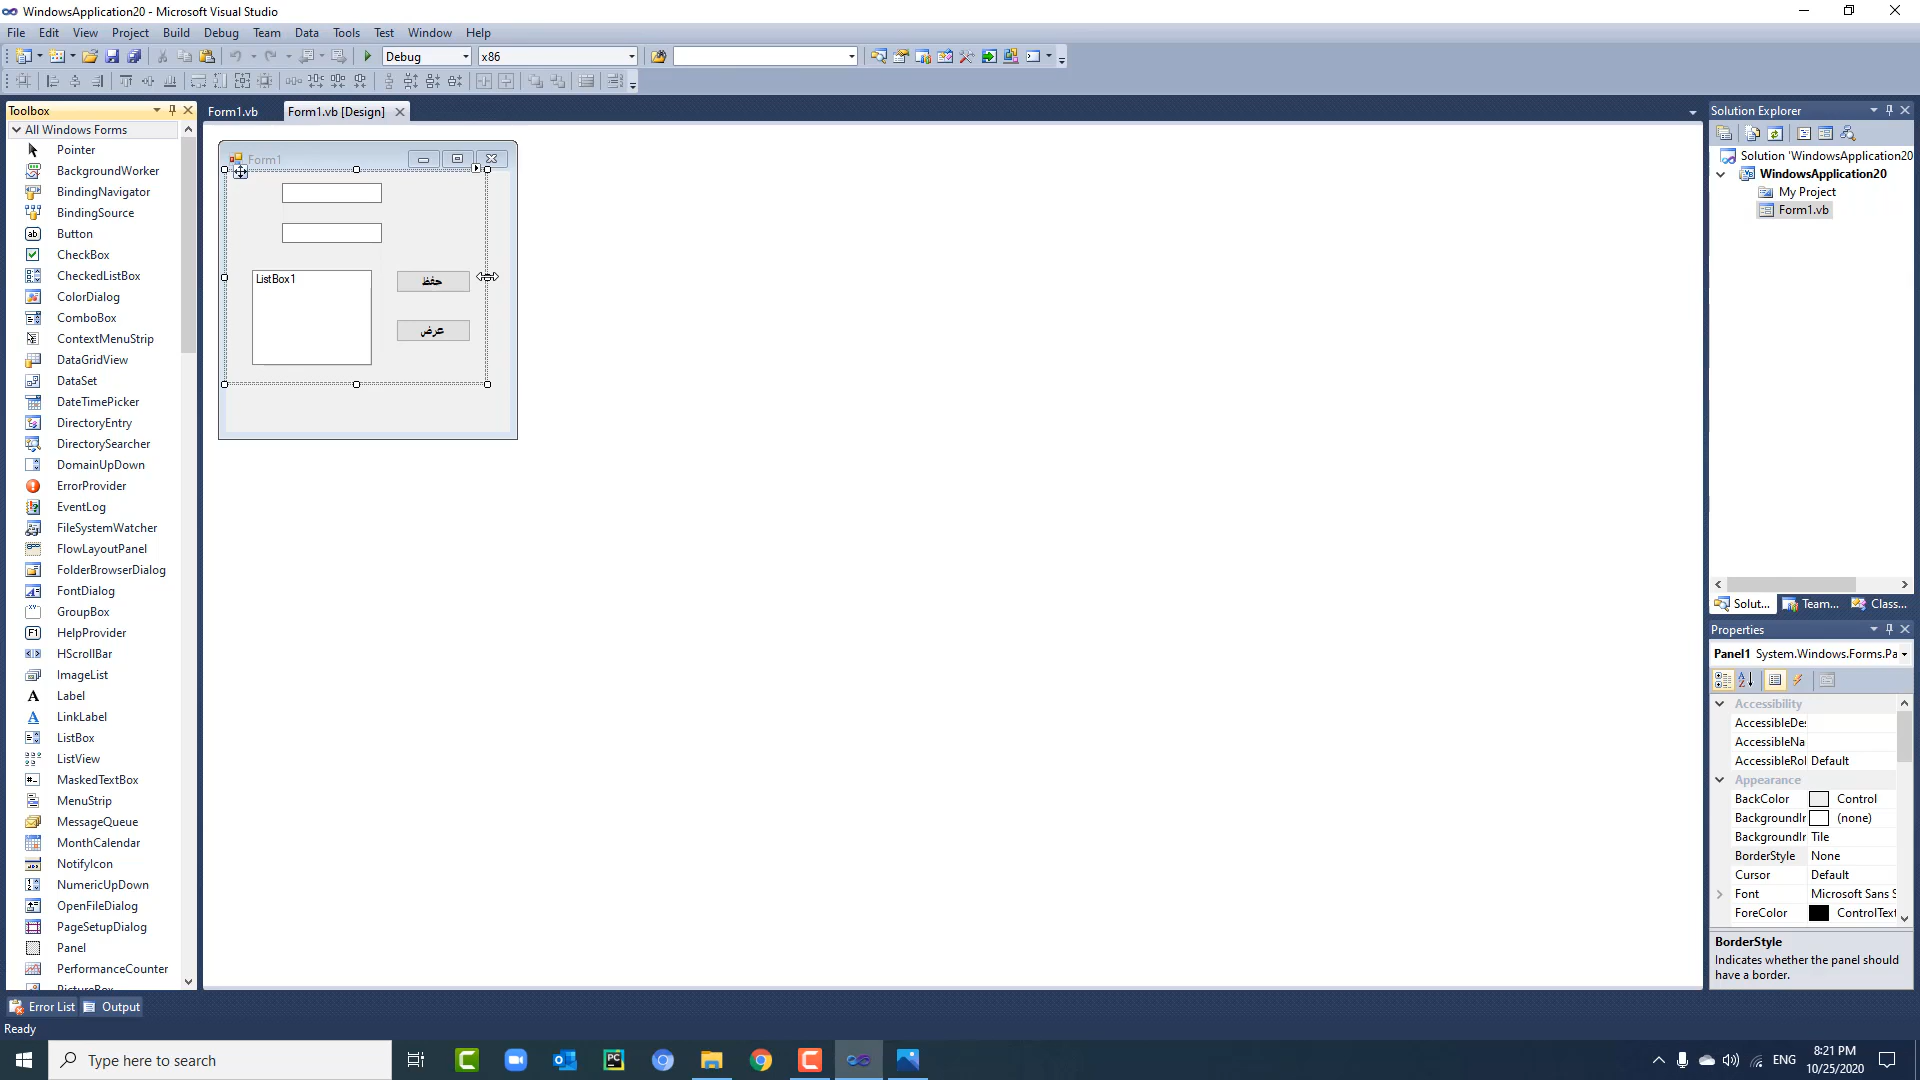 WindowsApplication20 - Microsoft Visual Studio
File Edit View Project Build Debug Team Data Tools Test Window Help
Debug x86
Toolbox
All Windows Forms
Pointer
BackgroundWorker
BindingNavigator
BindingSource
Button
CheckBox
CheckedListBox
ColorDialog
ComboBox
ContextMenuStrip
DataGridView
DataSet
DateTimePicker
DirectoryEntry
DirectorySearcher
DomainUpDown
ErrorProvider
EventLog
FileSystemWatcher
FlowLayoutPanel
FolderBrowserDialog
FontDialog
GroupBox
HelpProvider
HScrollBar
ImageList
Label
LinkLabel
ListBox
ListView
MaskedTextBox
MenuStrip
MessageQueue
MonthCalendar
NotifyIcon
NumericUpDown
OpenFileDialog
PageSetupDialog
Panel
PerformanceCounter
Form1.vb Form1.vb [Design]
Form1
ListBox1
حفظ
عرض
Solution Explorer
Solution 'WindowsApplication20
WindowsApplication20
My Project
Form1.vb
Solut... Team... Class...
Properties
Panel1 System.Windows.Forms.Pa
Accessibility
AccessibleDes
AccessibleNa
AccessibleRol Default
Appearance
BackColor Control
BackgroundIr (none)
BackgroundIr Tile
BorderStyle None
Cursor Default
Font Microsoft Sans S
ForeColor ControlText
BorderStyle
Indicates whether the panel should
have a border.
Error List Output
Ready
Type here to search
ENG
8:21 PM
10/25/2020